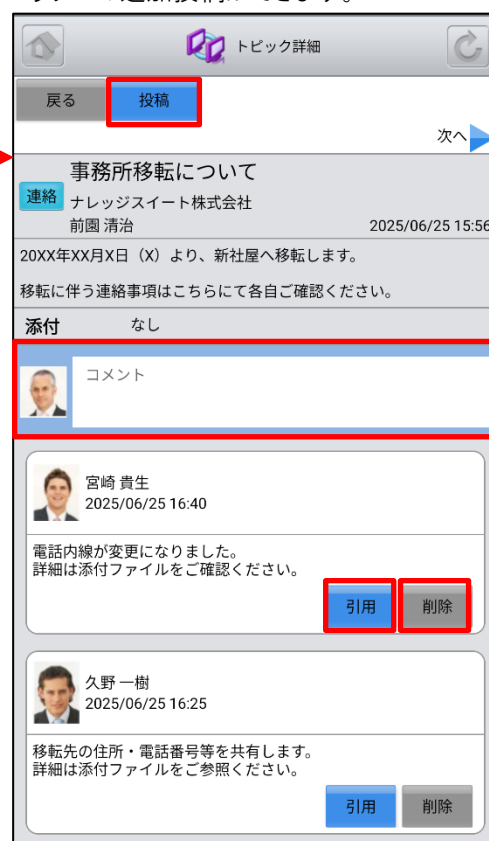 トピック詳細
戻る 投稿
次へ
事務所移転について
連絡 ナレッジスイート株式会社
前園 清治 2025/06/25 15:56
20XX年XX月X日（X）より、新社屋へ移転します。
移転に伴う連絡事項はこちらにて各自ご確認ください。
添付 なし
コメント
宮崎 貴生
2025/06/25 16:40
電話内線が変更になりました。
詳細は添付ファイルをご確認ください。
引用 削除
久野 一樹
2025/06/25 16:25
移転先の住所・電話番号等を共有します。
詳細は添付ファイルをご参照ください。
引用 削除